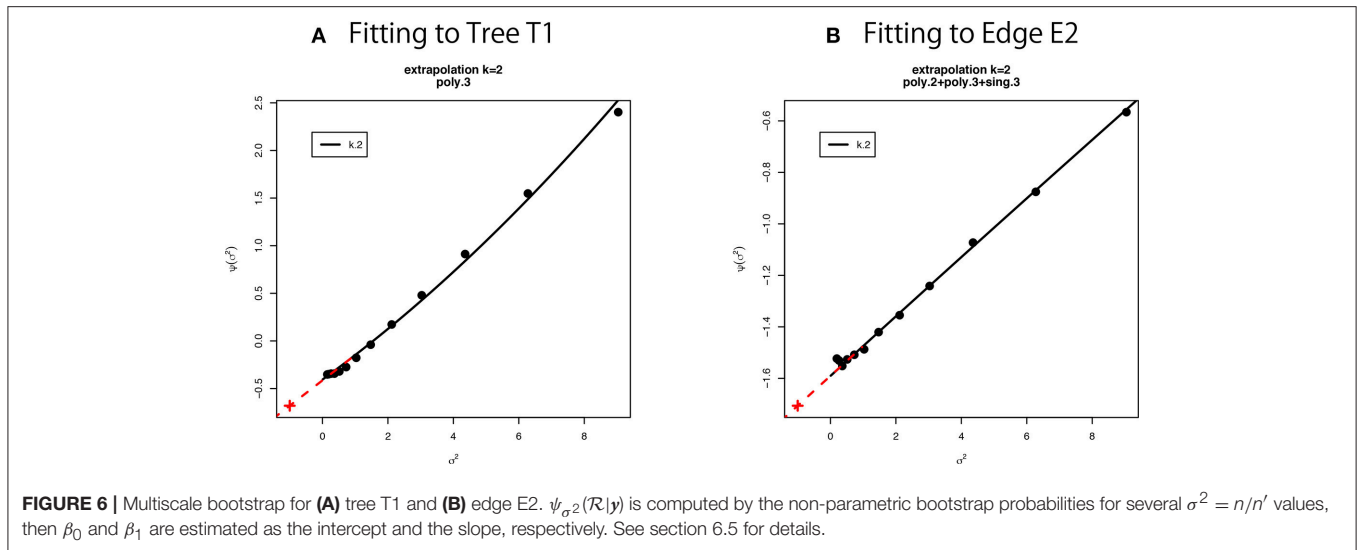 A Fitting to Tree T1
extrapolation k=2
poly.3
k.2
ψ(σ²)
2.5
2.0
1.5
1.0
0.5
0.0
−0.5
0 2 4 6 8
σ²
B Fitting to Edge E2
extrapolation k=2
poly.2+poly.3+sing.3
k.2
ψ(σ²)
−0.6
−0.8
−1.0
−1.2
−1.4
−1.6
0 2 4 6 8
σ²
FIGURE 6 | Multiscale bootstrap for (A) tree T1 and (B) edge E2. ψ_σ²(ℛ|y) is computed by the non-parametric bootstrap probabilities for several σ² = n/n′ values,
then β₀ and β₁ are estimated as the intercept and the slope, respectively. See section 6.5 for details.